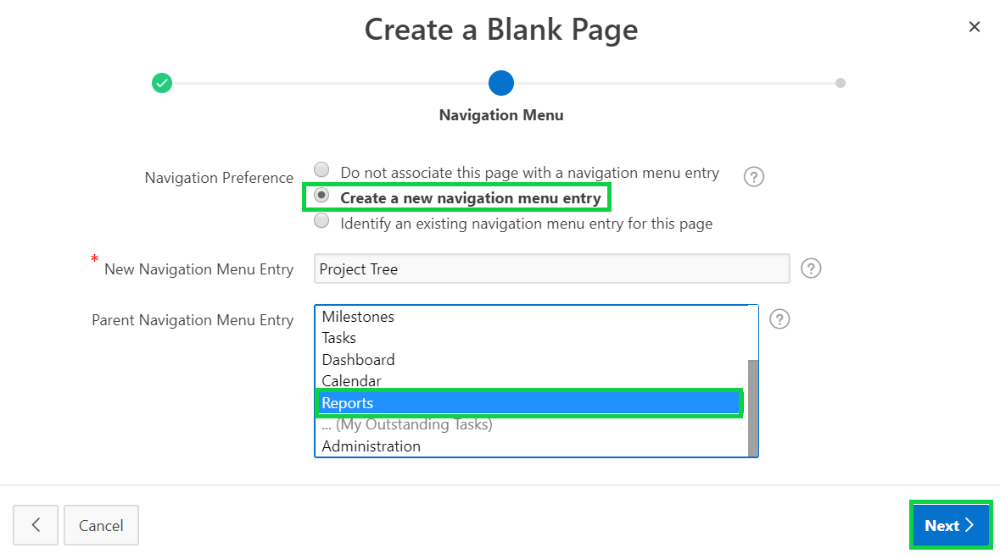 Create a Blank Page
Navigation Menu
Navigation Preference
Do not associate this page with a navigation menu entry
Create a new navigation menu entry
Identify an existing navigation menu entry for this page
* New Navigation Menu Entry
Project Tree
Parent Navigation Menu Entry
Milestones
Tasks
Dashboard
Calendar
Reports
... (My Outstanding Tasks)
Administration
Cancel
Next